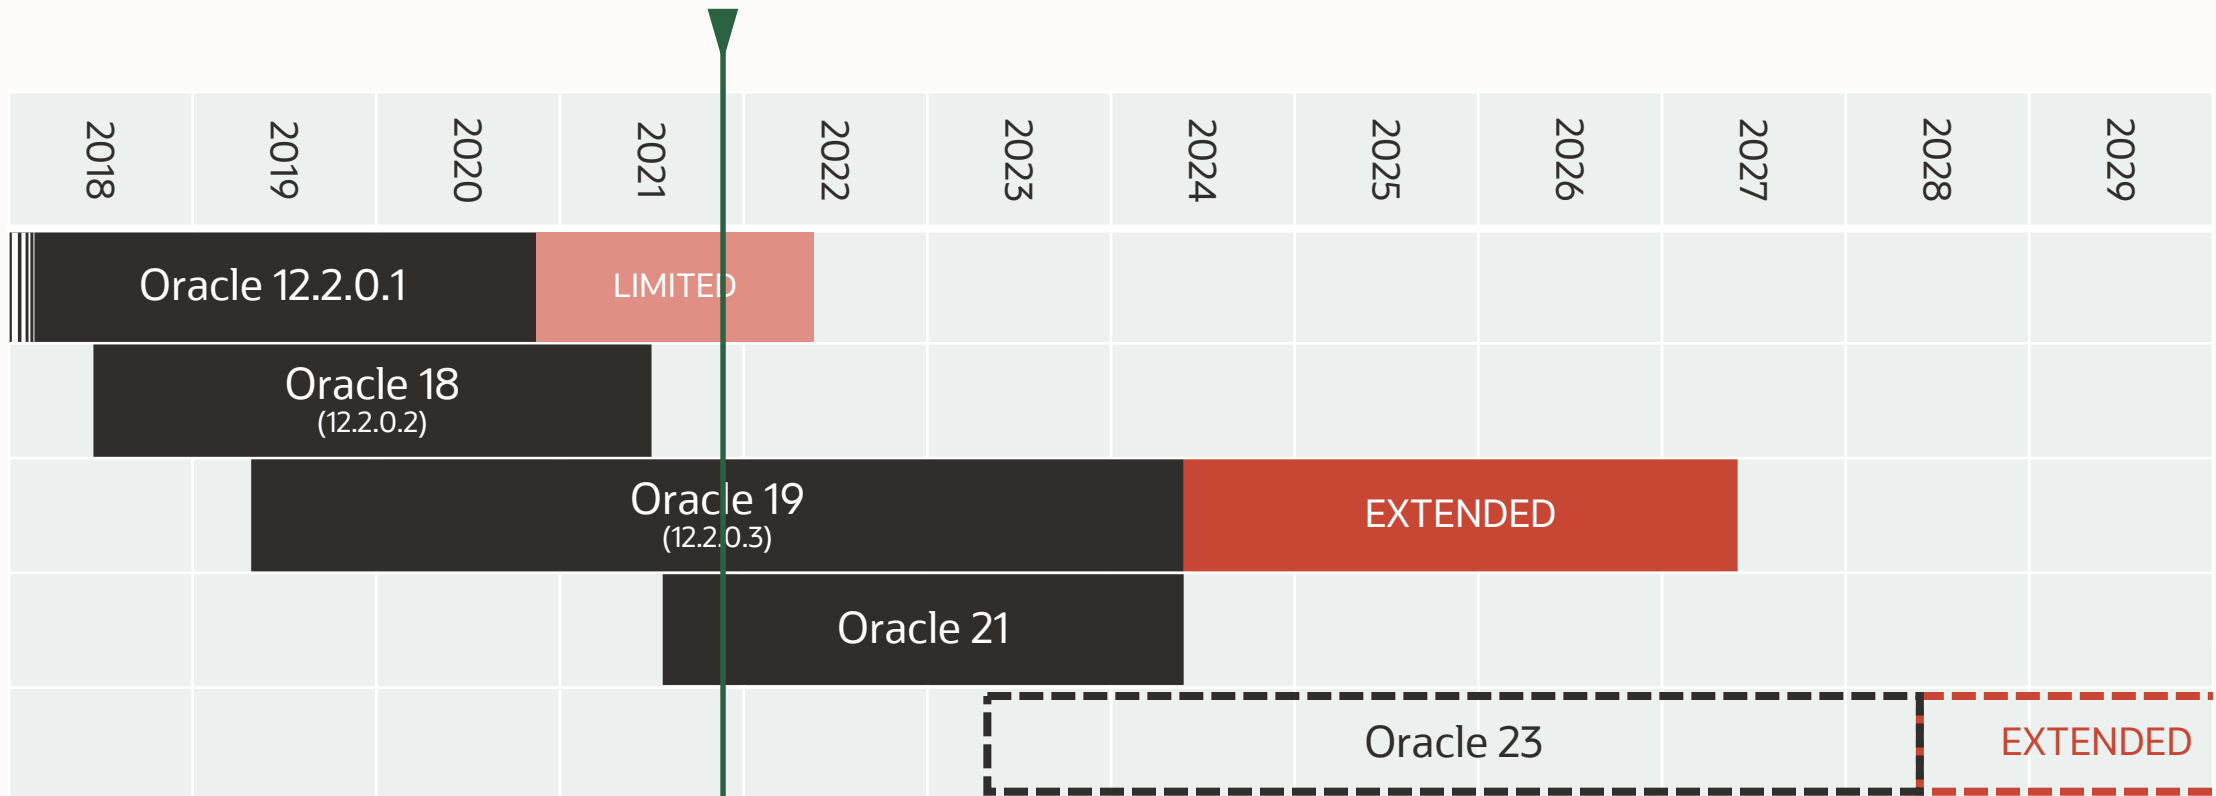 2018
2019
2020
2021
2022
2023
2024
2025
2026
2027
2028
2029
Oracle 12.2.0.1
LIMITED
Oracle 18
(12.2.0.2)
Oracle 19
(12.2.0.3)
EXTENDED
Oracle 21
Oracle 23
EXTENDED